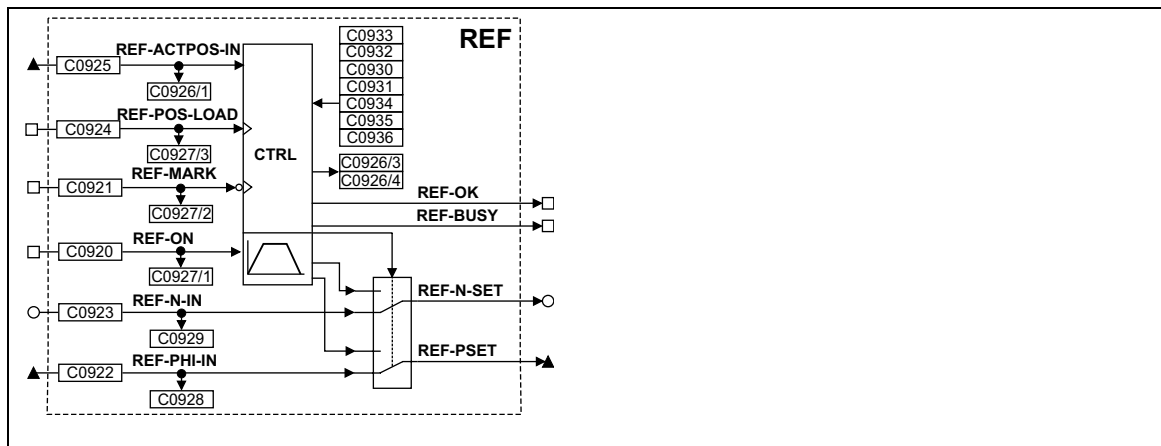 REF
REF-ACTPOS-IN
C0925
C0926/1
REF-POS-LOAD
C0924
C0927/3
REF-MARK
C0921
C0927/2
REF-ON
C0920
C0927/1
REF-N-IN
C0923
C0929
REF-PHI-IN
C0922
C0928
CTRL
C0933
C0932
C0930
C0931
C0934
C0935
C0936
C0926/3
C0926/4
REF-OK
REF-BUSY
REF-N-SET
REF-PSET